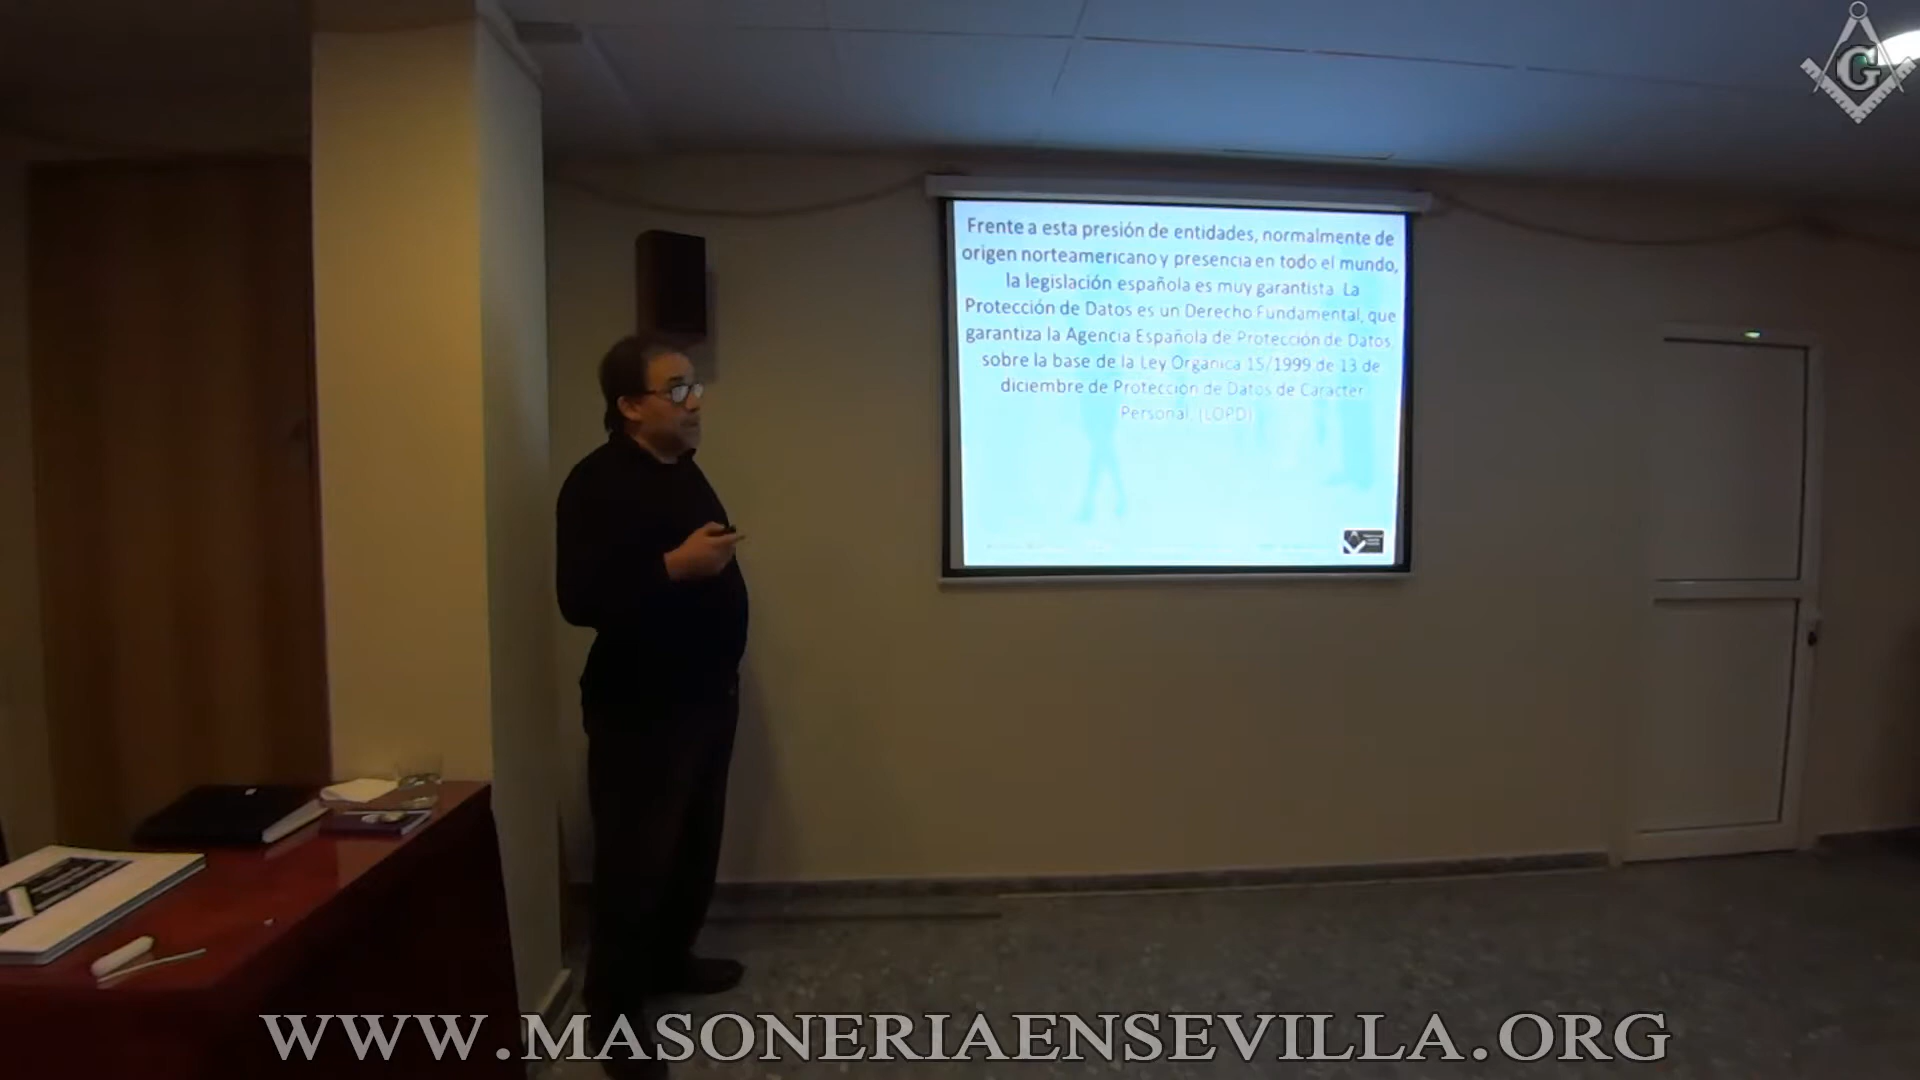 G
Frente a esta presión de entidades, normalmente de
origen norteamericano y presencia en todo el mundo,
la legislación española es muy garantista. La
Protección de Datos es un Derecho Fundamental, que
garantiza la Agencia Española de Protección de Datos
sobre la base de la Ley Orgánica 15/1999 de 13 de
diciembre de Protección de Datos de Carácter
Personal, (LOPD)
WWW.MASONERIAENSEVILLA.ORG